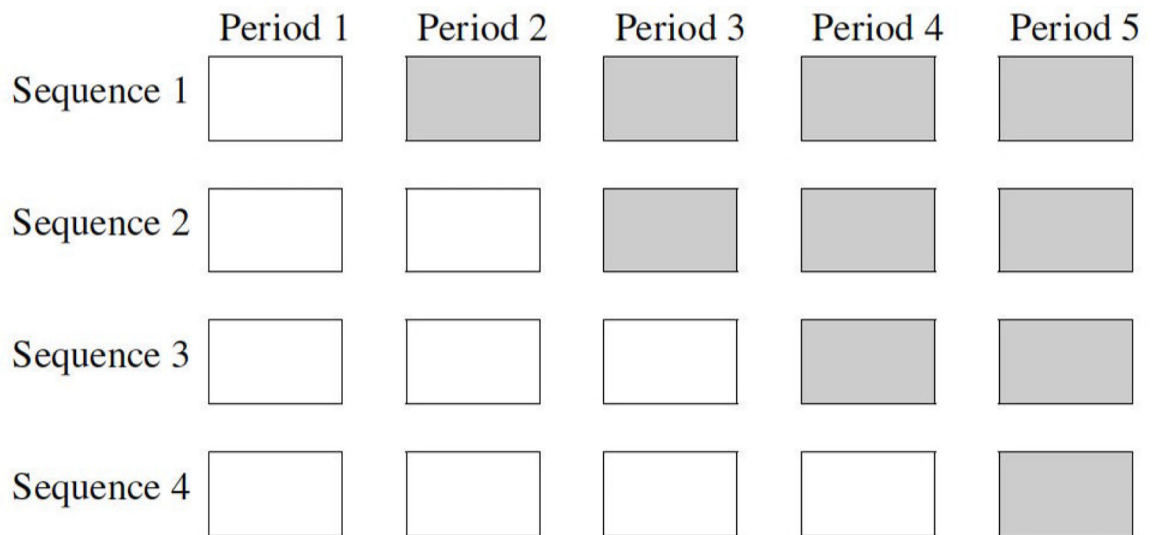 Period 1 Period 2 Period 3 Period 4 Period 5
Sequence 1
Sequence 2
Sequence 3
Sequence 4